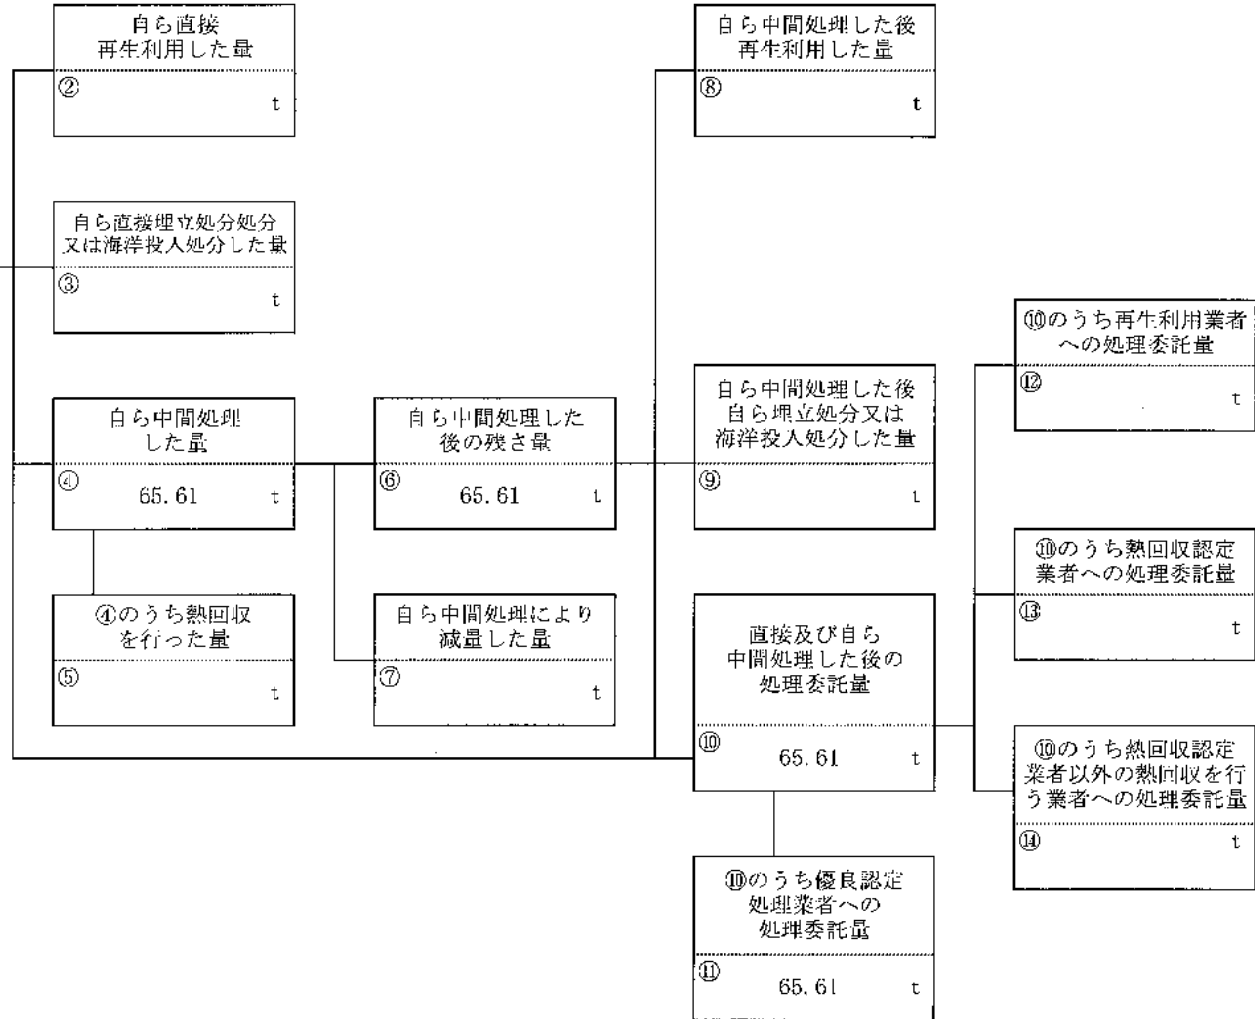 自ら直接
再生利用した量
②
t
自ら中間処理した後
再生利用した量
⑧
t
自ら直接埋立処分処分
又は海洋投入処分した量
③
t
⑩のうち再生利用業者
への処理委託量
⑫
t
自ら中間処理
した量
④
65.61 t
自ら中間処理した
後の残さ量
⑥
65.61 t
自ら中間処理した後
自ら埋立処分又は
海洋投入処分した量
⑨
t
⑩のうち熱回収認定
業者への処理委託量
⑬
t
④のうち熱回収
を行った量
⑤
t
自ら中間処理により
減量した量
⑦
t
直接及び自ら
中間処理した後の
処理委託量
⑩
65.61 t
⑩のうち熱回収認定
業者以外の熱回収を行
う業者への処理委託量
⑭
t
⑩のうち優良認定
処理業者への
処理委託量
⑪
65.61 t